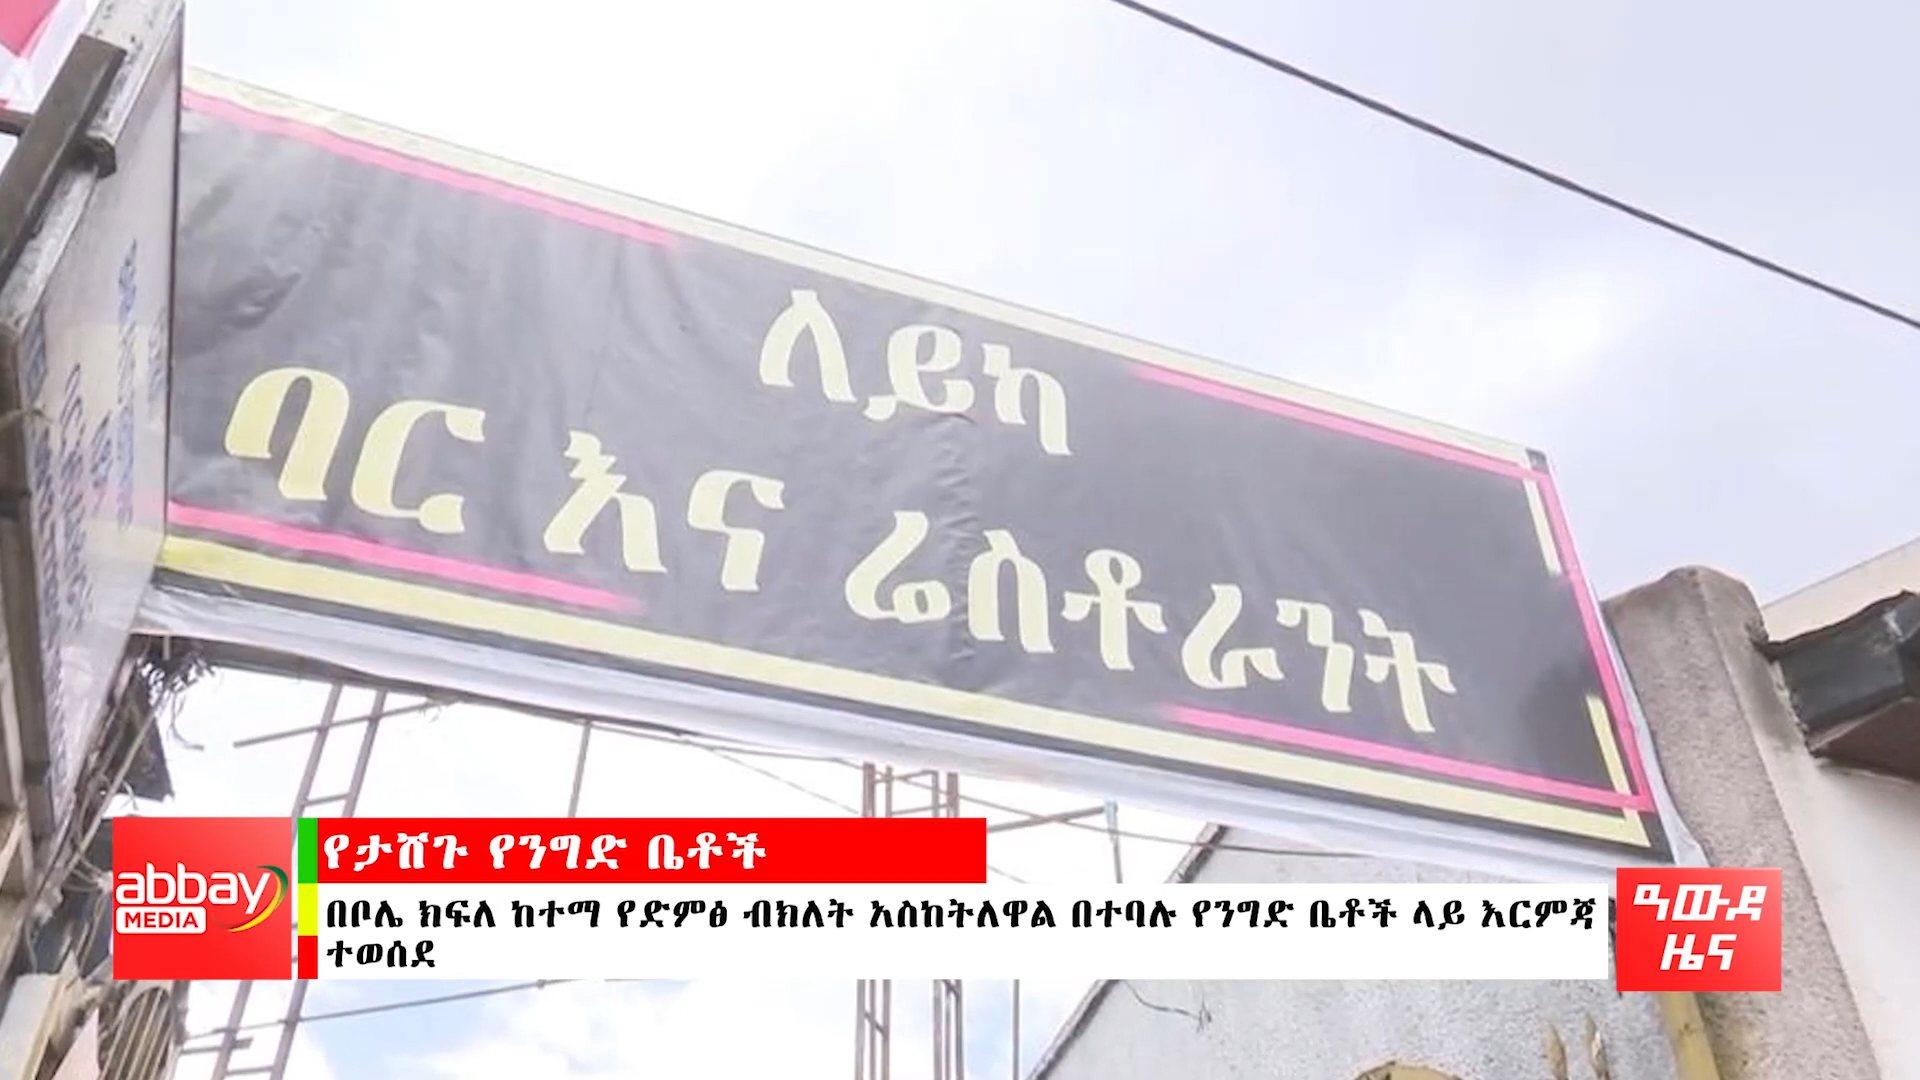 ለይካ
ባር እና ሬስቶራንት
የታሸጉ የንግድ ቤቶች
በቦሌ ክፍለ ከተማ የድምፅ ብክለት አስከትለዋል በተባሉ የንግድ ቤቶች ላይ እርምጃ
ተወሰደ
abbay
MEDIA
ዓውደ
ዜና